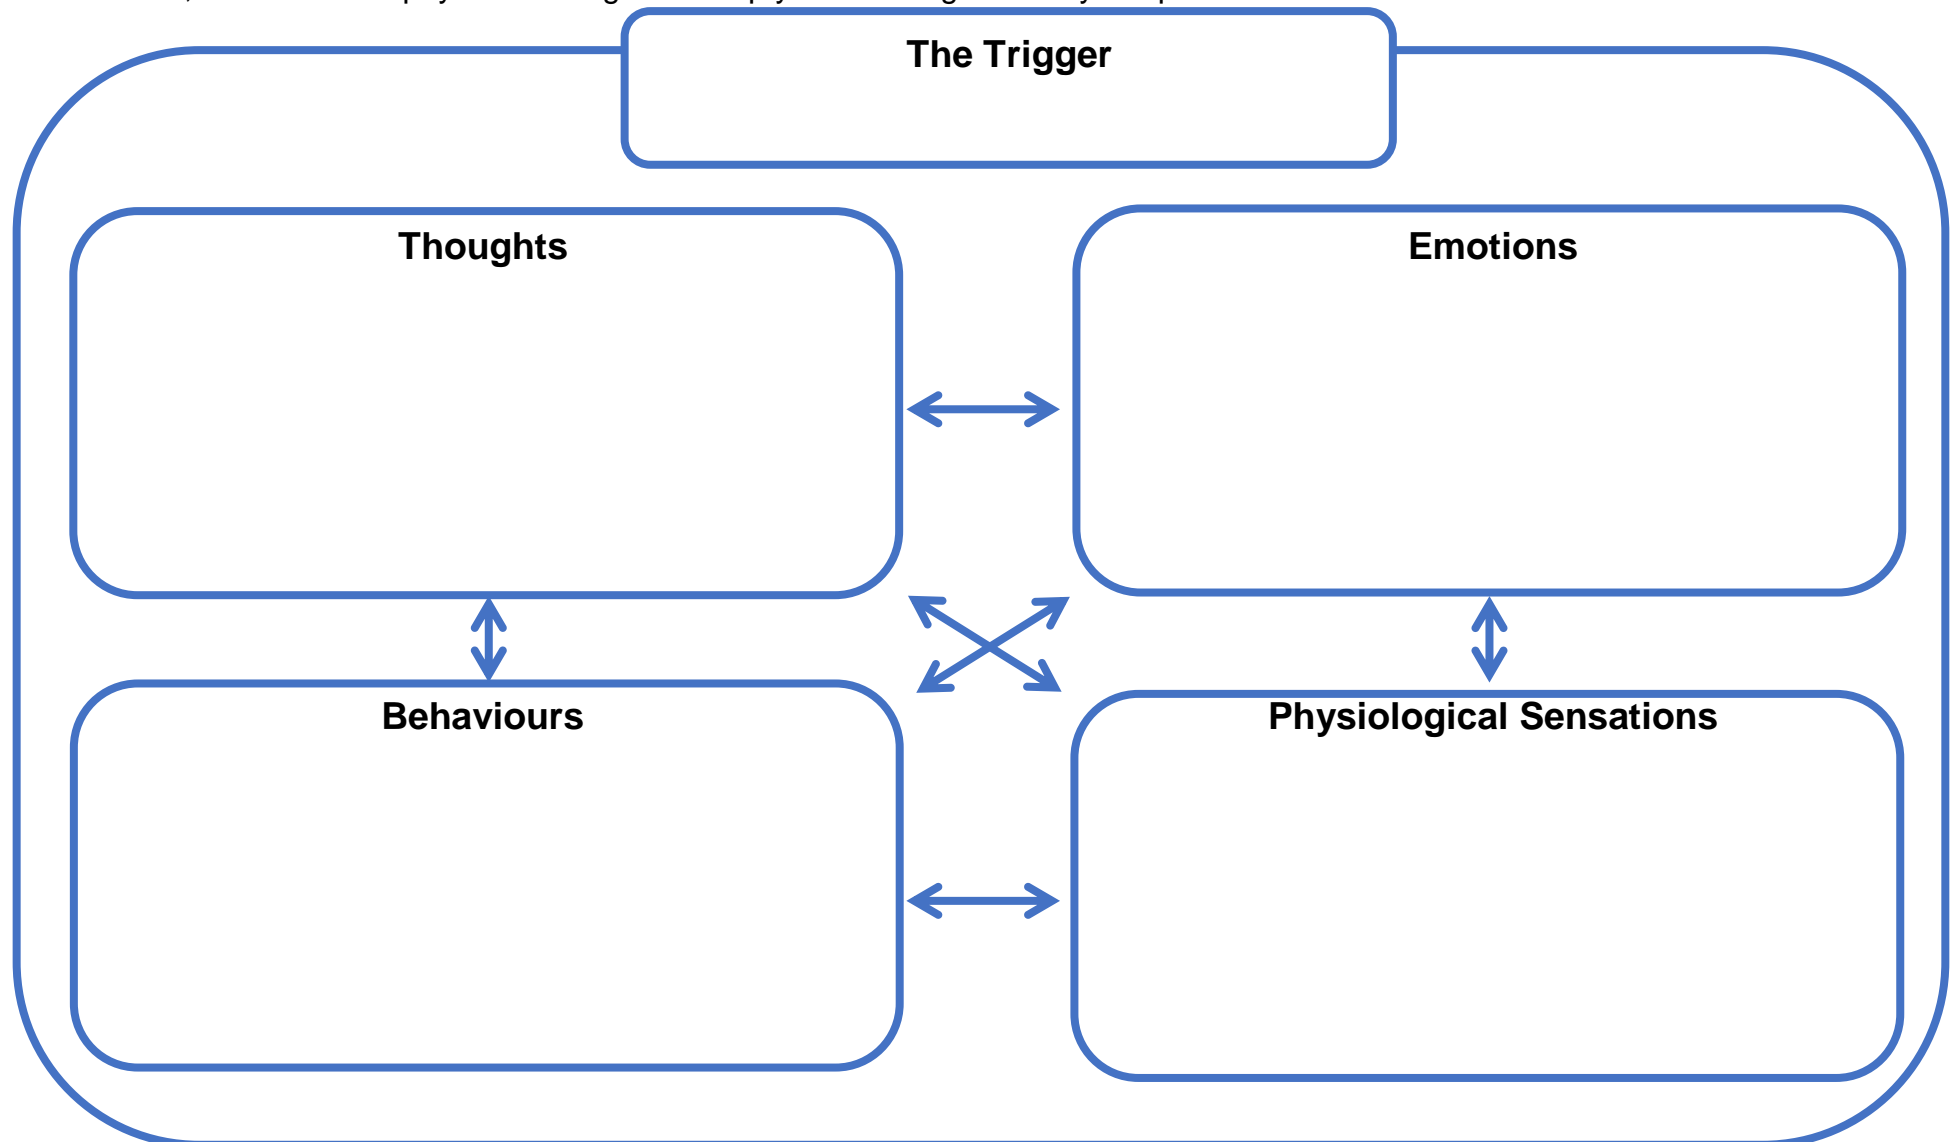 The Trigger
Thoughts
Emotions
Behaviours
Physiological Sensations